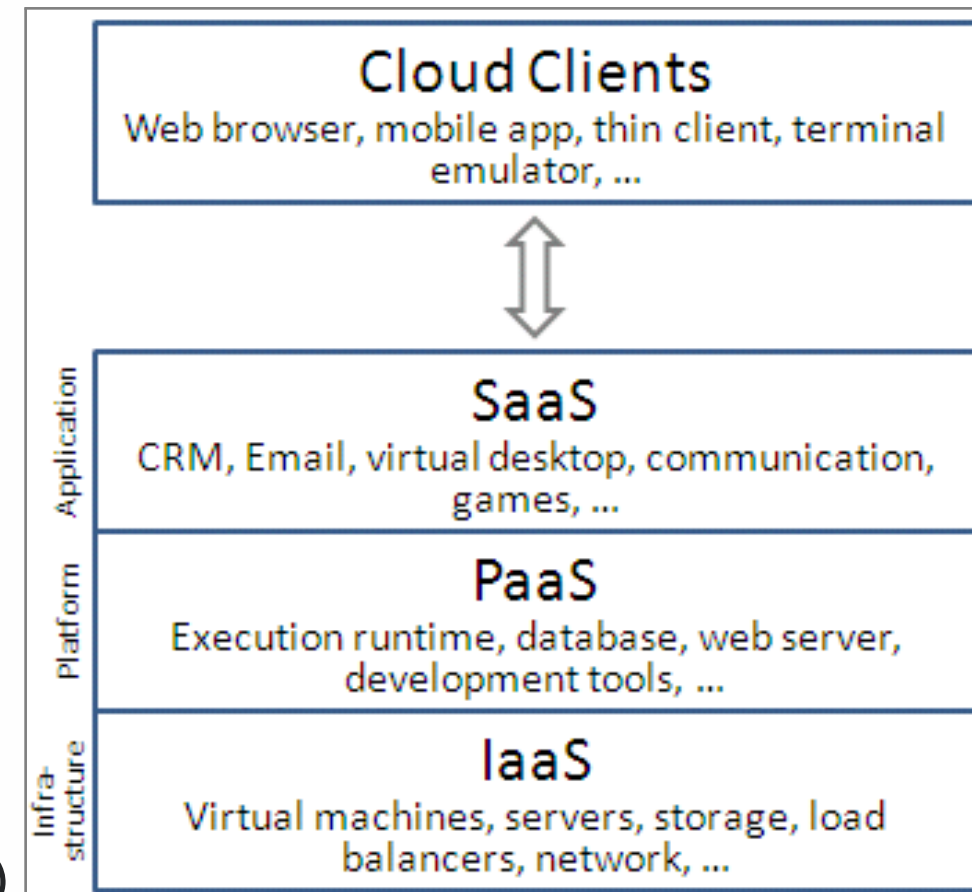 Cloud Clients
Web browser, mobile app, thin client, terminal
emulator, ...
Application
SaaS
CRM, Email, virtual desktop, communication,
games, ...
Platform
PaaS
Execution runtime, database, web server,
development tools, ...
Infra-
structure
IaaS
Virtual machines, servers, storage, load
balancers, network, ...
)